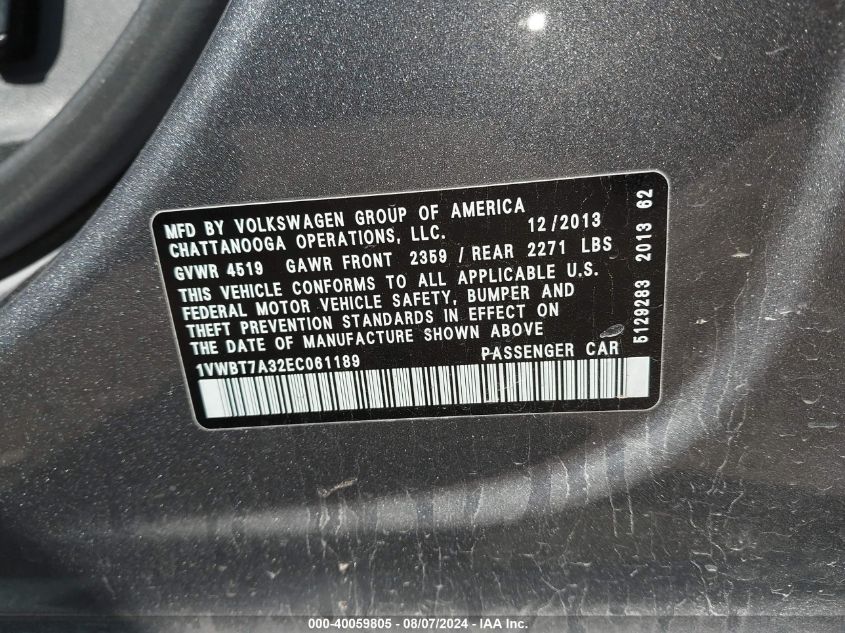 MFD BY VOLKSWAGEN GROUP OF AMERICA
CHATTANOOGA OPERATIONS, LLC. 12/2013
GVWR 4519 GAWR FRONT 2359 / REAR 2271 LBS
THIS VEHICLE CONFORMS TO ALL APPLICABLE U.S.
FEDERAL MOTOR VEHICLE SAFETY, BUMPER AND
THEFT PREVENTION STANDARDS IN EFFECT ON
THE DATE OF MANUFACTURE SHOWN ABOVE
1VWBT7A32EC061189 PASSENGER CAR
5129283 2013 62
000-40059805 - 08/07/2024 - © IAA Inc.